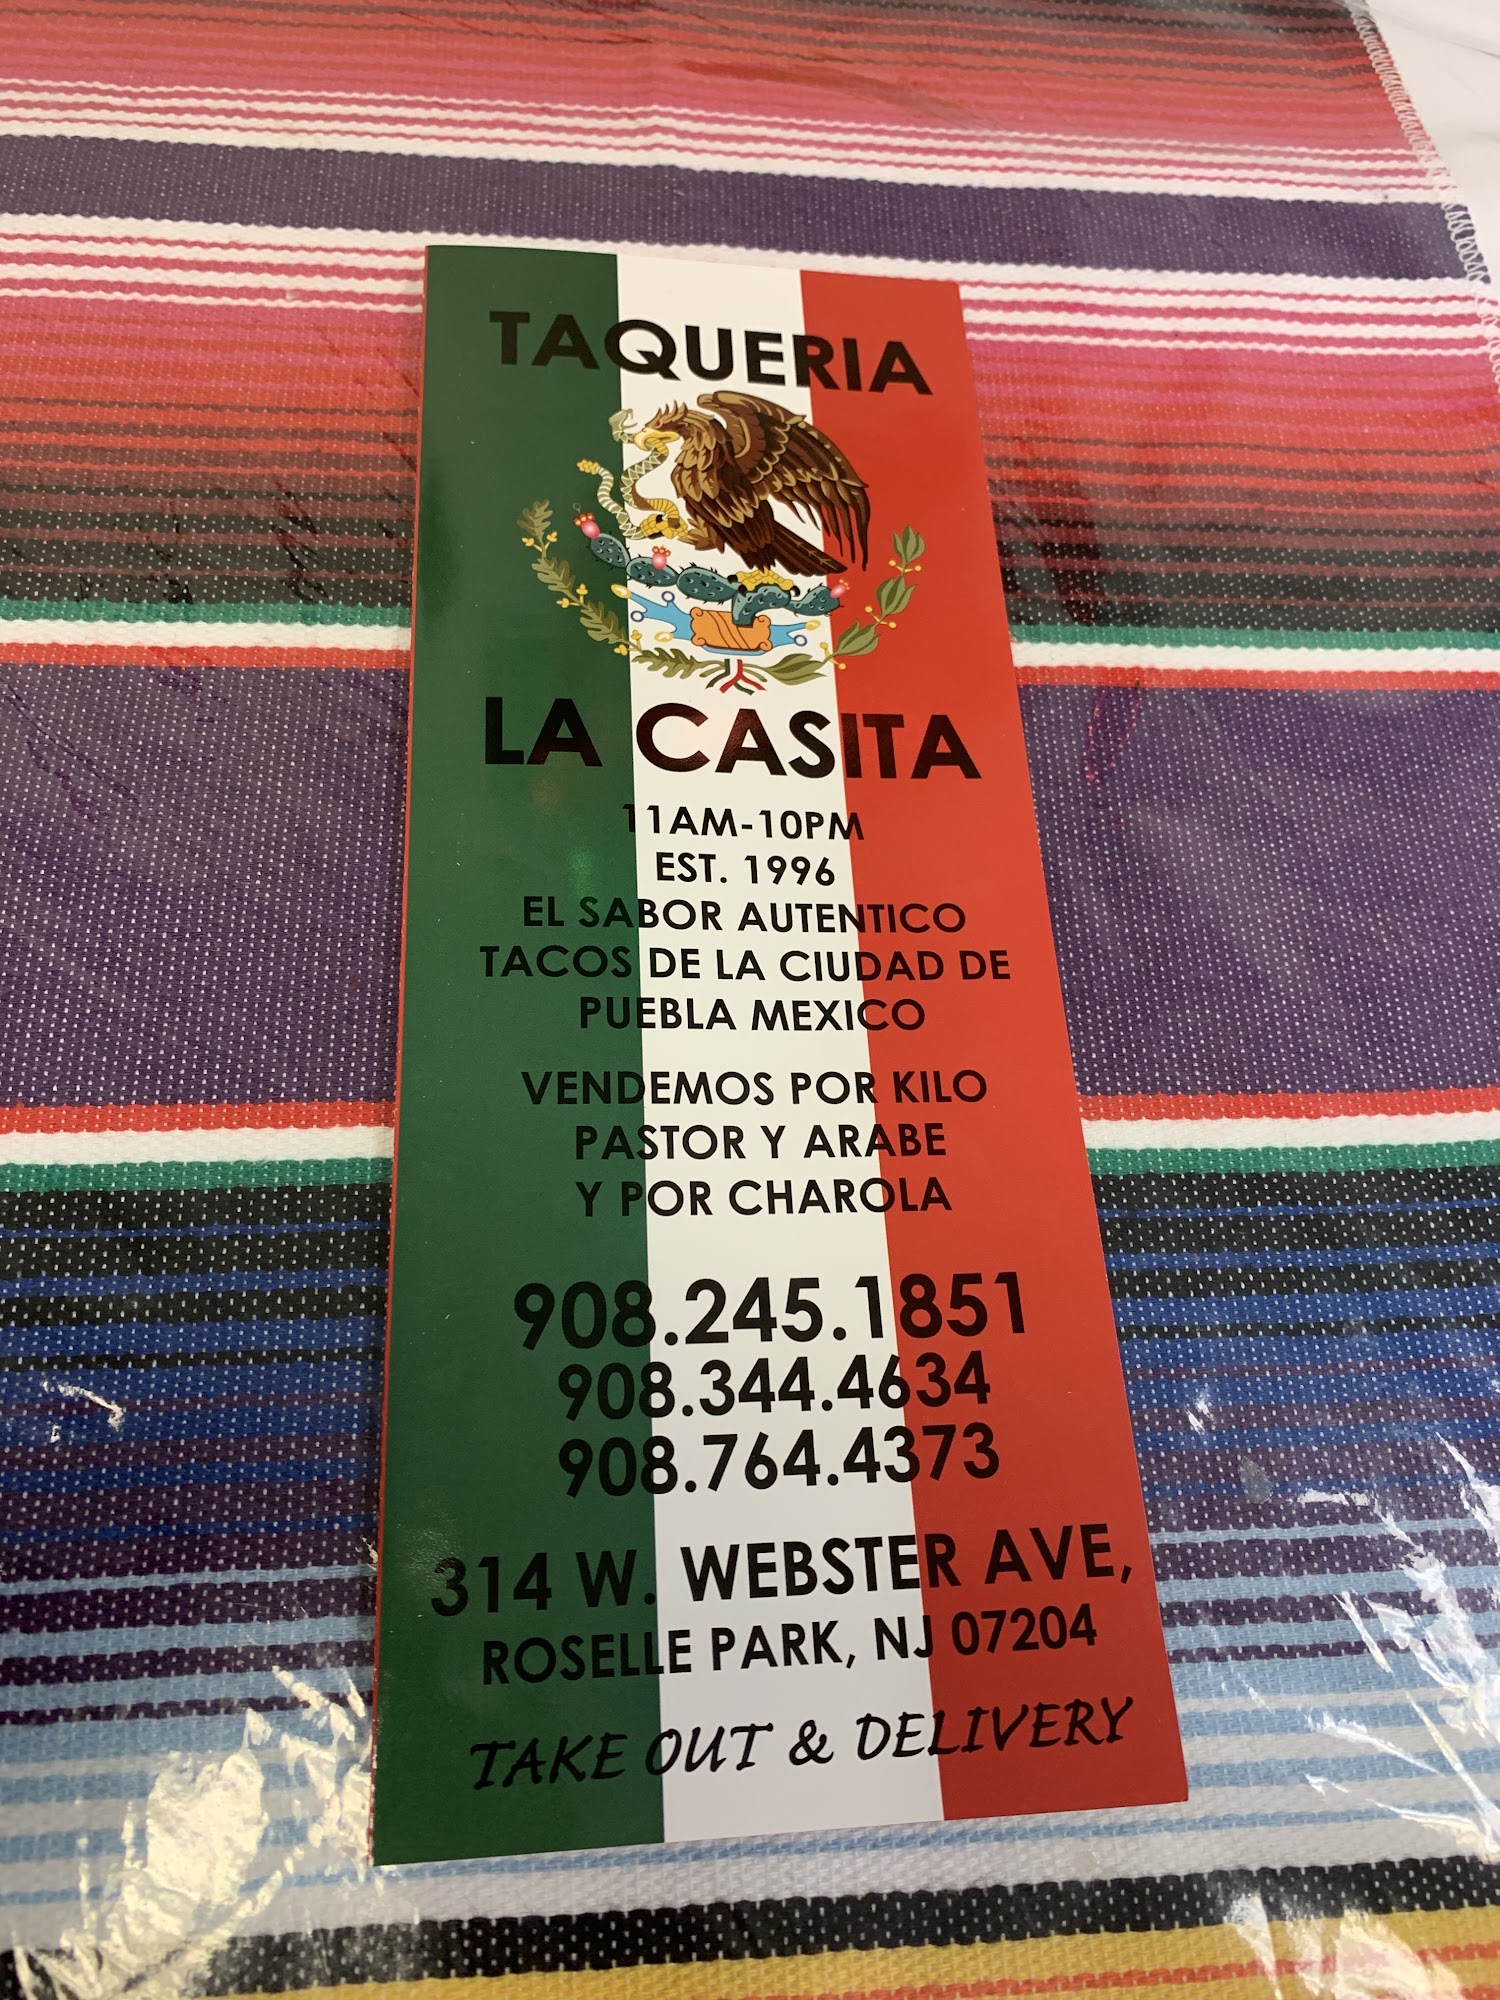 TAQUERIA
LA CASITA
11AM-10PM
EST. 1996
EL SABOR AUTENTICO
TACOS DE LA CIUDAD DE
PUEBLA MEXICO
VENDEMOS POR KILO
PASTOR Y ARABE
Y POR CHAROLA
908.245.1851
908.344.4634
908.764.4373
314 W. WEBSTER AVE,
ROSELLE PARK, NJ 07204
TAKE OUT & DELIVERY